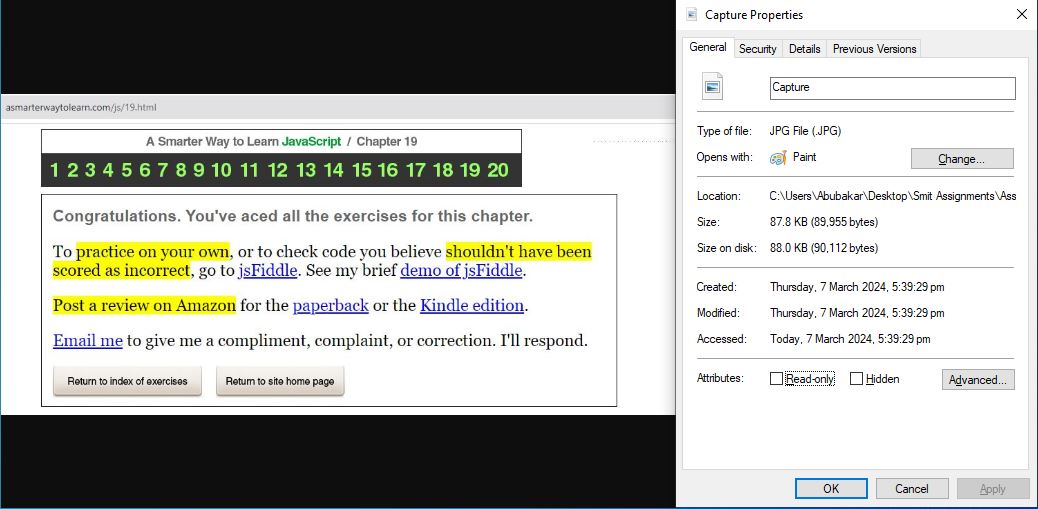 asmarterwaytolearn.com/js/19.html
A Smarter Way to Learn JavaScript / Chapter 19
1 2 3 4 5 6 7 8 9 10 11 12 13 14 15 16 17 18 19 20
Congratulations. You've aced all the exercises for this chapter.
To practice on your own, or to check code you believe shouldn't have been
scored as incorrect, go to jsFiddle. See my brief demo of jsFiddle.
Post a review on Amazon for the paperback or the Kindle edition.
Email me to give me a compliment, complaint, or correction. I'll respond.
Return to index of exercises Return to site home page
Capture Properties
General Security Details Previous Versions
Capture
Type of file: JPG File (.JPG)
Opens with: Paint Change...
Location: C:\Users\Abubakar\Desktop\Smit Assignments\Ass
Size: 87.8 KB (89,955 bytes)
Size on disk: 88.0 KB (90,112 bytes)
Created: Thursday, 7 March 2024, 5:39:29 pm
Modified: Thursday, 7 March 2024, 5:39:29 pm
Accessed: Today, 7 March 2024, 5:39:29 pm
Attributes: Read-only Hidden Advanced...
OK Cancel Apply